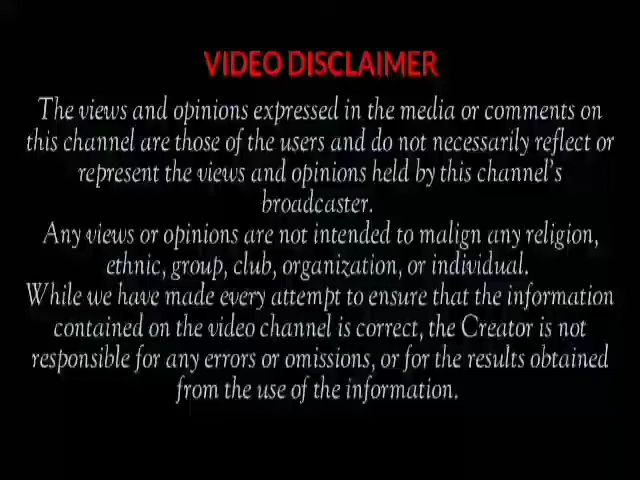 VIDEO DISCLAIMER
The views and opinions expressed in the media or comments on
this channel are those of the users and do not necessarily reflect or
represent the views and opinions held by this channel's
broadcaster.
Any views or opinions are not intended to malign any religion,
ethnic, group, club, organization, or individual.
While we have made every attempt to ensure that the information
contained on the video channel is correct, the Creator is not
responsible for any errors or omissions, or for the results obtained
from the use of the information.